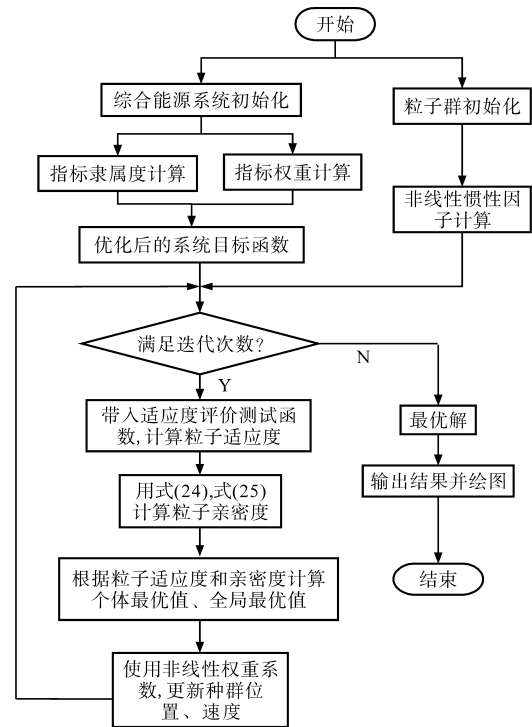 开始
综合能源系统初始化
粒子群初始化
指标隶属度计算
指标权重计算
非线性惯性因
子计算
优化后的系统目标函数
满足迭代次数?
N
Y
带入适应度评价测试函
数,计算粒子适应度
最优解
用式(24),式(25)
计算粒子亲密度
输出结果并绘图
根据粒子适应度和亲密度计算
个体最优值、全局最优值
结束
使用非线性权重系
数,更新种群位
置、速度